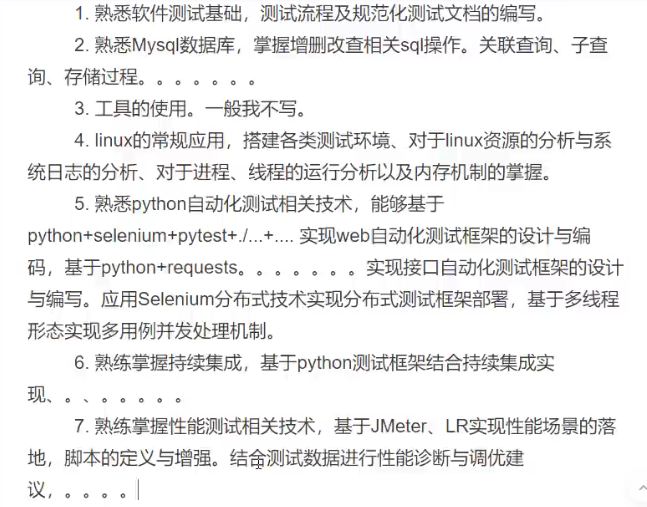 1. 熟悉软件测试基础，测试流程及规范化测试文档的编写。
2. 熟悉Mysql数据库，掌握增删改查相关sql操作。关联查询、子查
询、存储过程。。。。。。。
3. 工具的使用。一般我不写。
4. linux的常规应用，搭建各类测试环境、对于linux资源的分析与系
统日志的分析、对于进程、线程的运行分析以及内存机制的掌握。
5. 熟悉python自动化测试相关技术，能够基于
python+selenium+pytest+./...+.... 实现web自动化测试框架的设计与编
码，基于python+requests。。。。。。。实现接口自动化测试框架的设计
与编写。应用Selenium分布式技术实现分布式测试框架部署，基于多线程
形态实现多用例并发处理机制。
6. 熟练掌握持续集成，基于python测试框架结合持续集成实
现、。、。。。。。
7. 熟练掌握性能测试相关技术，基于JMeter、LR实现性能场景的落
地，脚本的定义与增强。结合测试数据进行性能诊断与调优建
议，。。。。